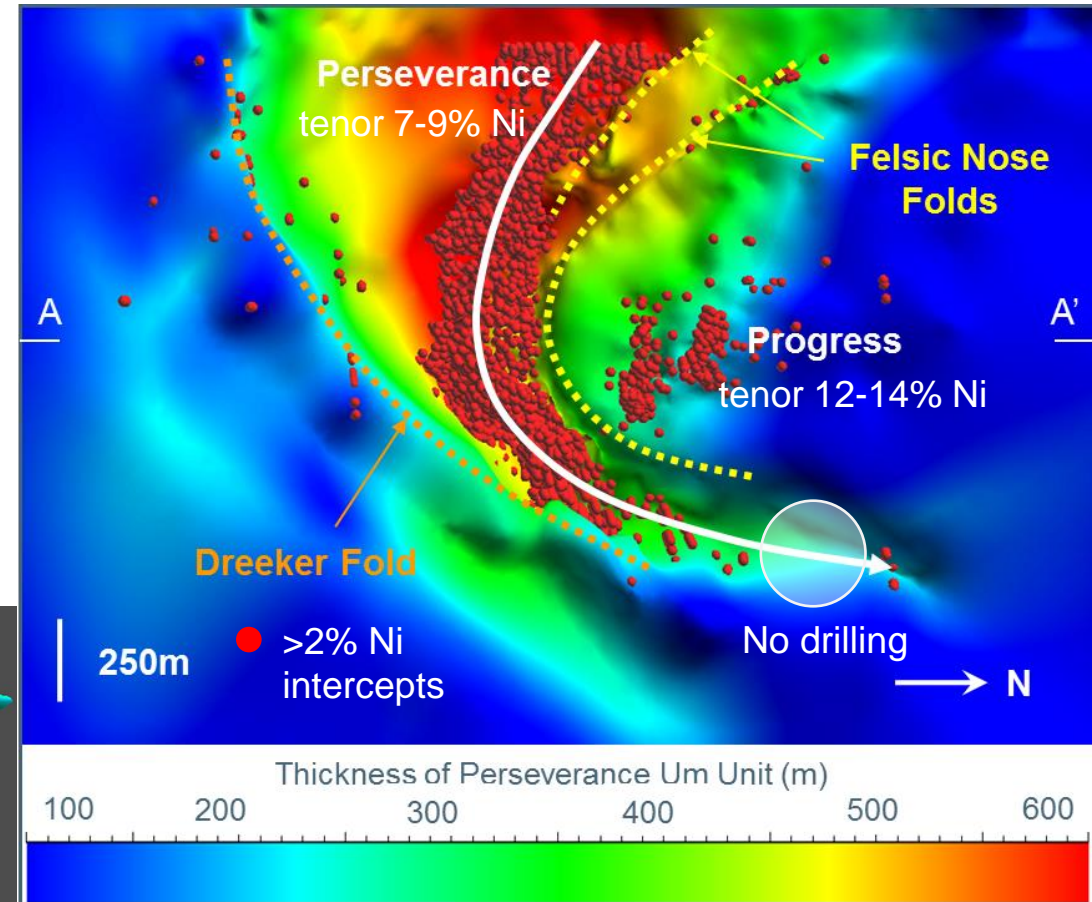 Perseverance
tenor 7-9% Ni
Felsic Nose
Folds
A
A'
Progress
tenor 12-14% Ni
Dreeker Fold
No drilling
250m
>2% Ni
intercepts
N
Thickness of Perseverance Um Unit (m)
100 200 300 400 500 600